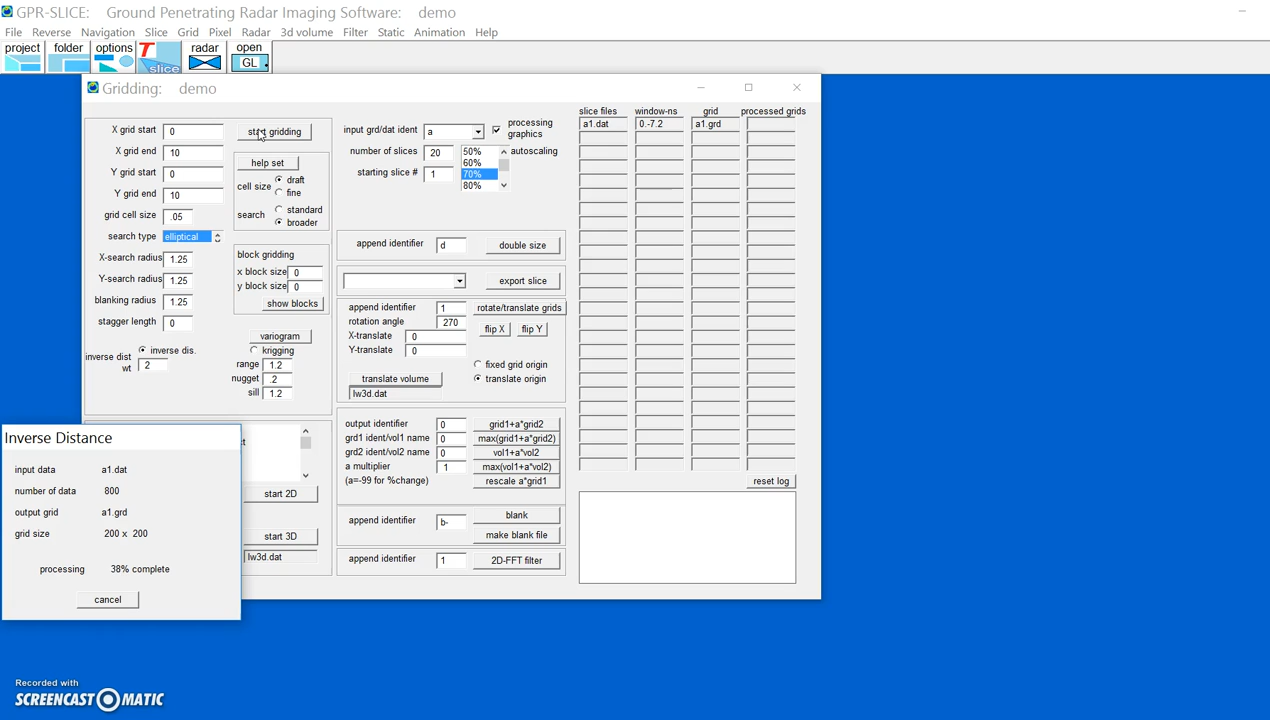 GPR-SLICE: Ground Penetrating Radar Imaging Software: demo
File Reverse Navigation Slice Grid Pixel Radar 3d volume Filter Static Animation Help
project folder options T slice radar open GL
Gridding: demo
X grid start 0
X grid end 10
Y grid start 0
Y grid end 10
grid cell size .05
search type elliptical
X-search radius 1.25
Y-search radius 1.25
blanking radius 1.25
stagger length 0
inverse dis.
inverse dist wt 2
start gridding
help set
cell size draft
fine
search standard
broader
block gridding
x block size 0
y block size 0
show blocks
variogram
krigging
range 1.2
nugget .2
sill 1.2
start 2D
start 3D
lw3d.dat
input grd/dat ident a
processing graphics
number of slices 20
starting slice # 1
50%
60%
70%
80%
autoscaling
append identifier d double size
export slice
append identifier 1 rotate/translate grids
rotation angle 270 flip X flip Y
X-translate 0
Y-translate 0
fixed grid origin
translate origin
translate volume
lw3d.dat
output identifier 0 grid1+a*grid2
grd1 ident/vol1 name 0 max(grid1+a*grid2)
grd2 ident/vol2 name 0 vol1+a*vol2
a multiplier 1 max(vol1+a*vol2)
(a=-99 for %change) rescale a*grid1
append identifier b- blank
make blank file
append identifier 1 2D-FFT filter
slice files window-ns grid processed grids
a1.dat 0.-7.2 a1.grd
reset log
Inverse Distance
input data a1.dat
number of data 800
output grid a1.grd
grid size 200 x 200
processing 38% complete
cancel
Recorded with
SCREENCAST-O-MATIC